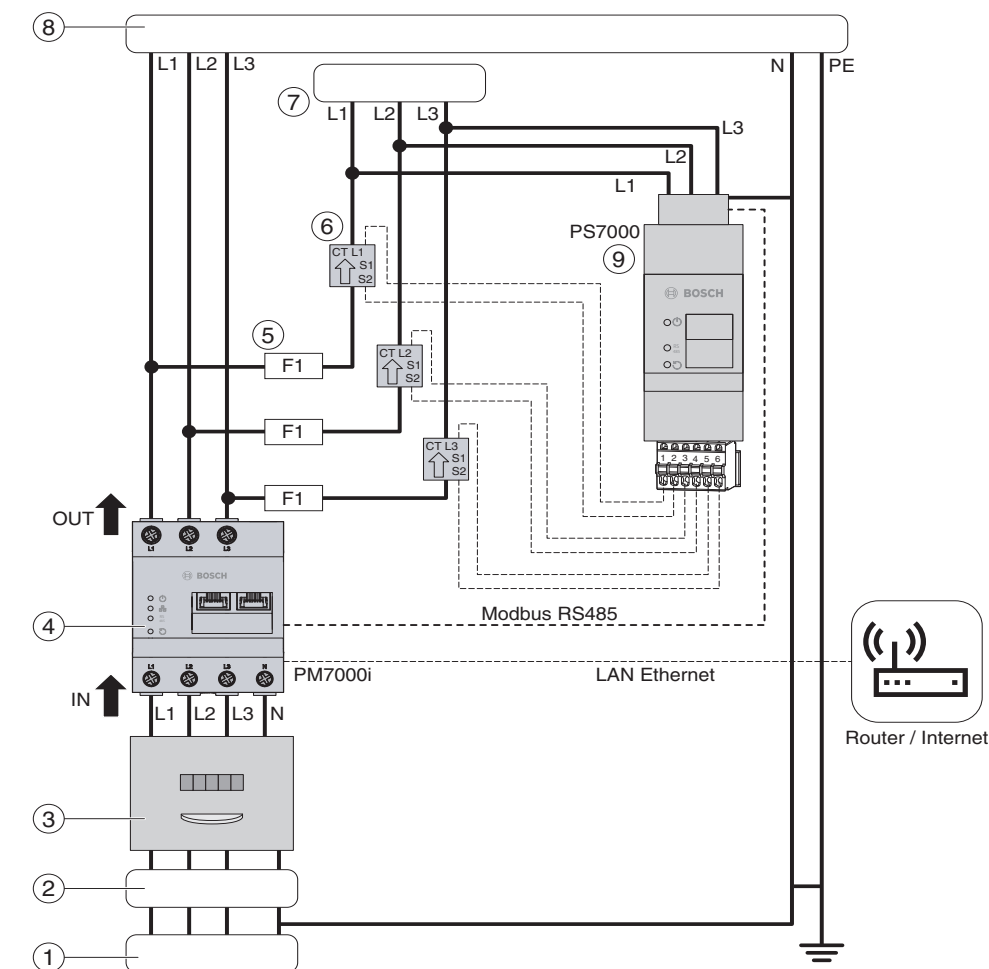 8
L1 L2 L3
N PE
7
L1 L2 L3
L3
L2
L1
6
PS7000
9
CT L1
S1
S2
BOSCH
5
F1
CT L2
S1
S2
F1
CT L3
S1
S2
1 2 3 4 5 6
F1
OUT
L1 L2 L3
BOSCH
4
Modbus RS485
L1 L2 L3 N
PM7000i
LAN Ethernet
IN
L1 L2 L3 N
Router / Internet
3
2
1